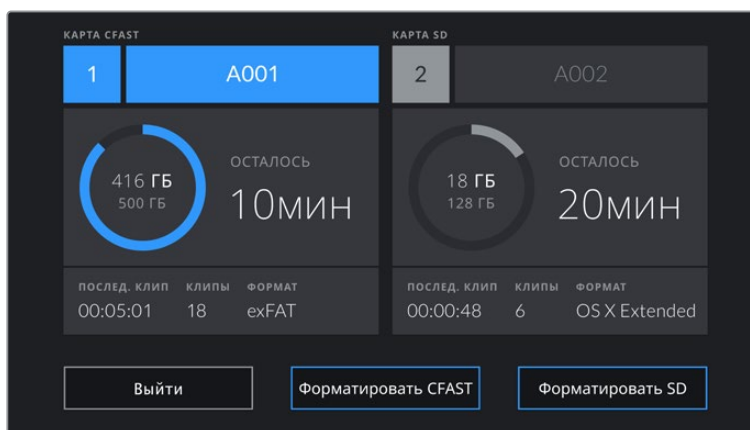 КАРТА CFAST
1
A001
416 ГБ
500 ГБ
ОСТАЛОСЬ
10мин
ПОСЛЕД. КЛИП КЛИПЫ ФОРМАТ
00:05:01 18 exFAT
КАРТА SD
2
A002
18 ГБ
128 ГБ
ОСТАЛОСЬ
20мин
ПОСЛЕД. КЛИП КЛИПЫ ФОРМАТ
00:00:48 6 OS X Extended
Выйти
Форматировать CFAST
Форматировать SD